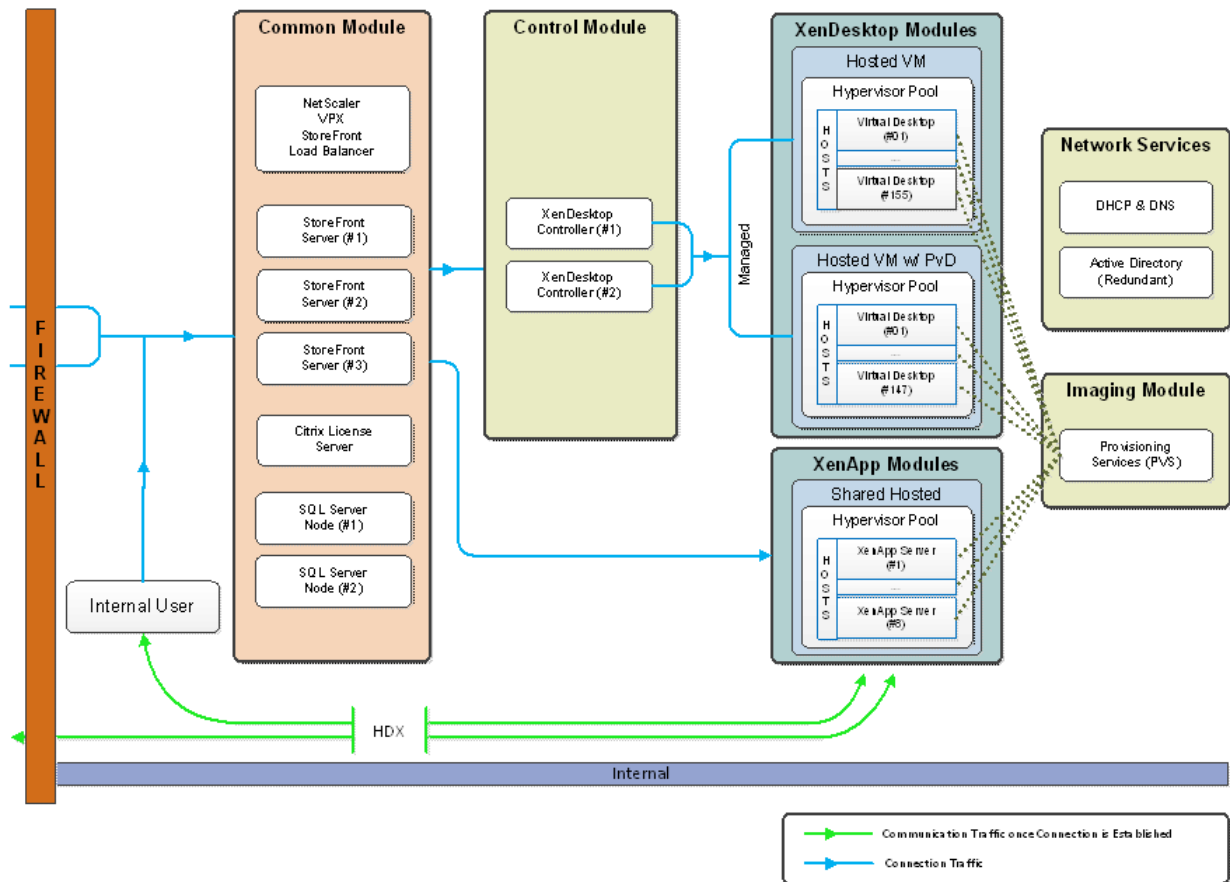 FIREWALL
Common Module
NetScaler
VPX
StoreFront
Load Balancer
StoreFront
Server (#1)
StoreFront
Server (#2)
StoreFront
Server (#3)
Citrix License
Server
SQL Server
Node (#1)
SQL Server
Node (#2)
Internal User
Control Module
XenDesktop
Controller (#1)
XenDesktop
Controller (#2)
Managed
XenDesktop Modules
Hosted VM
Hypervisor Pool
HOSTS
Virtual Desktop
(#01)
...
Virtual Desktop
(#155)
Hosted VM w/ PvD
Hypervisor Pool
HOSTS
Virtual Desktop
(#01)
...
Virtual Desktop
(#147)
XenApp Modules
Shared Hosted
Hypervisor Pool
HOSTS
XenApp Server
(#1)
...
XenApp Server
(#8)
Network Services
DHCP & DNS
Active Directory
(Redundant)
Imaging Module
Provisioning
Services (PVS)
HDX
Internal
Communication Traffic once Connection is Established
Connection Traffic